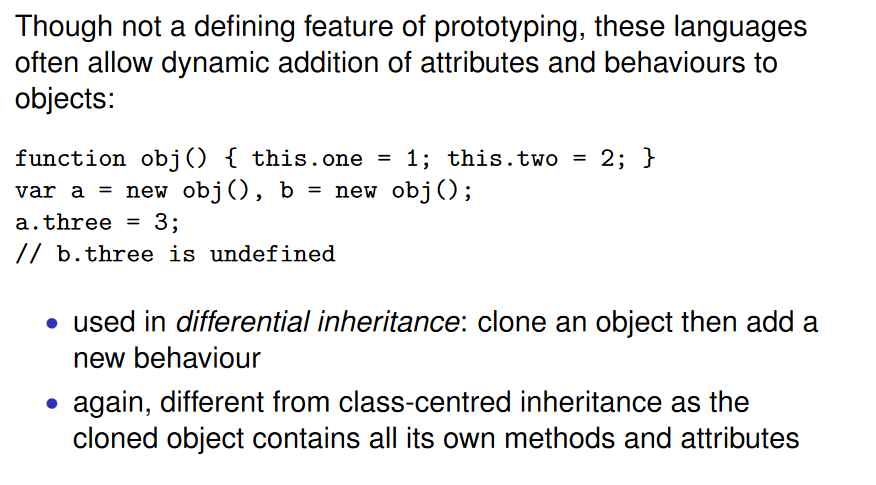 Though not a defining feature of prototyping, these languages
often allow dynamic addition of attributes and behaviours to
objects:
function obj() { this.one = 1; this.two = 2; }
var a = new obj(), b = new obj();
a.three = 3;
// b.three is undefined
• used in differential inheritance: clone an object then add a
new behaviour
• again, different from class-centred inheritance as the
cloned object contains all its own methods and attributes